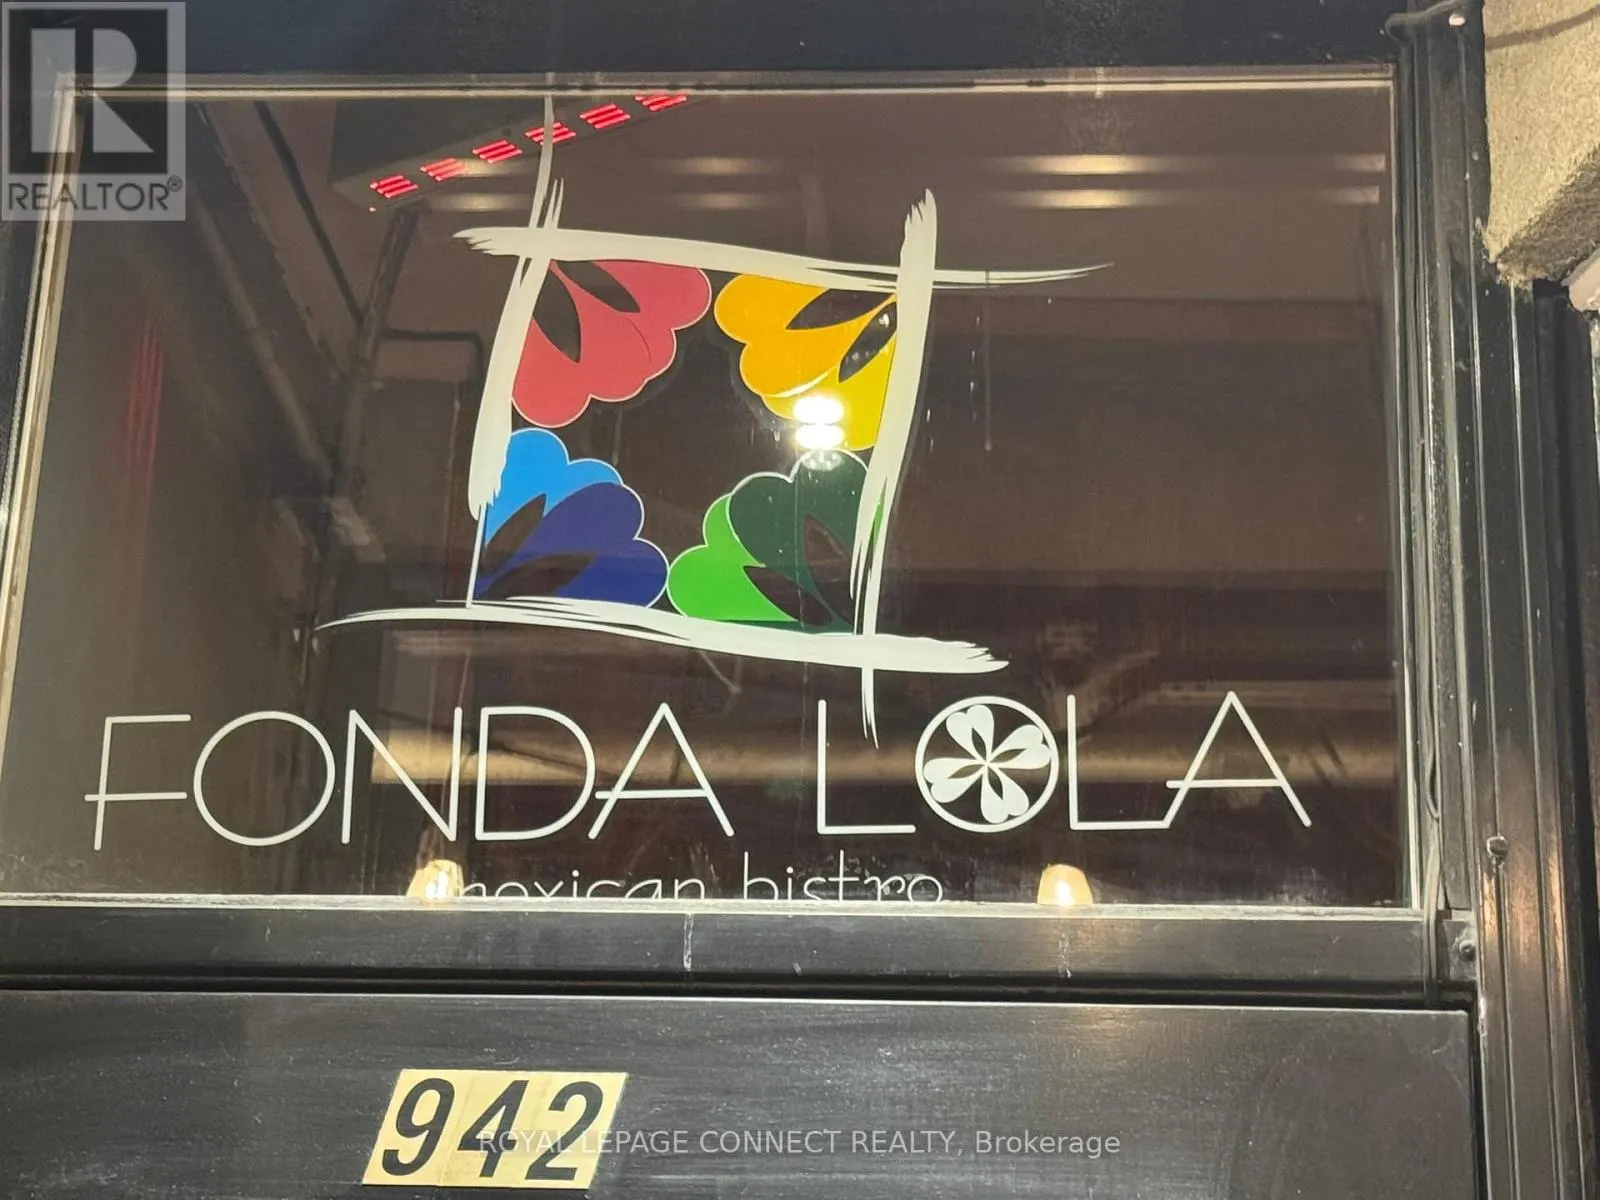 REALTOR®
FONDA LOLA
mexican bistro
942
ROYAL LEPAGE CONNECT REALTY, Brokerage